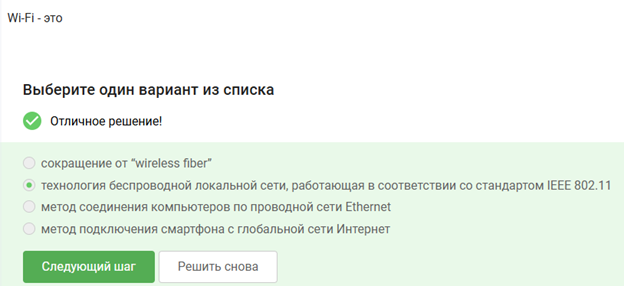 Wi-Fi - это
Выберите один вариант из списка
Отличное решение!
сокращение от “wireless fiber”
технология беспроводной локальной сети, работающая в соответствии со стандартом IEEE 802.11
метод соединения компьютеров по проводной сети Ethernet
метод подключения смартфона с глобальной сети Интернет
Следующий шаг Решить снова